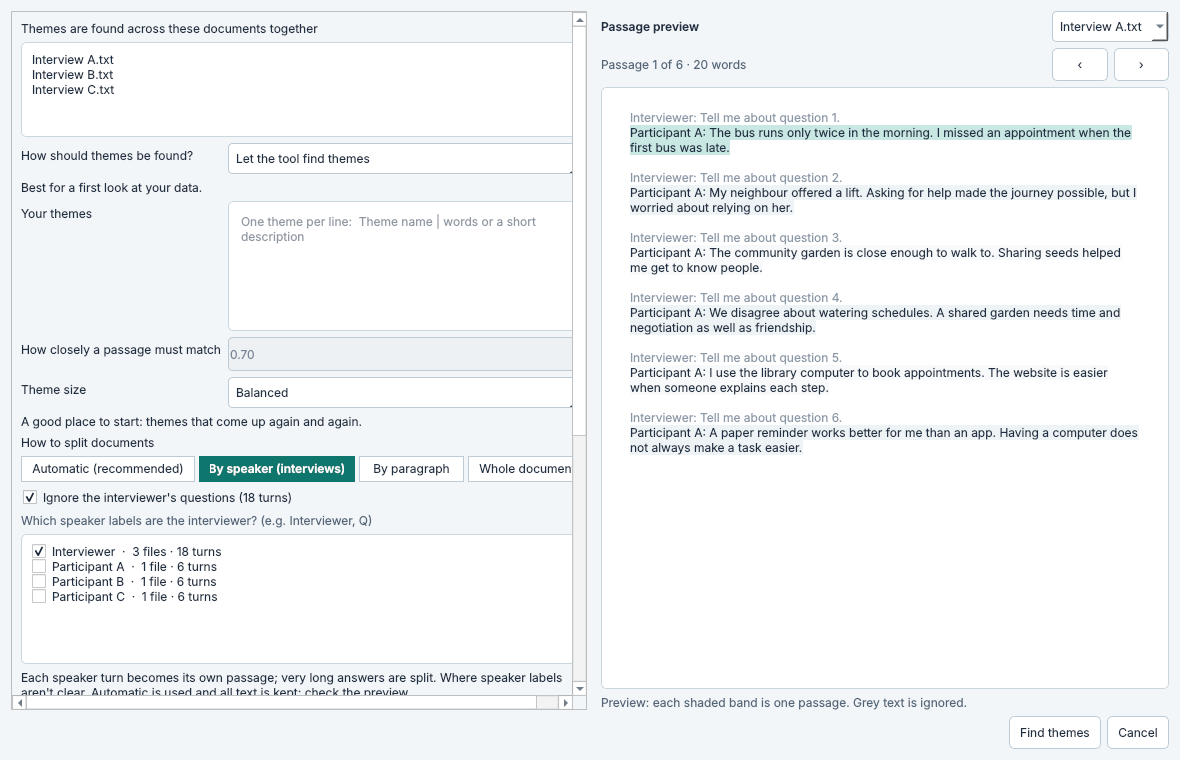 Themes are found across these documents together
Interview A.txt
Interview B.txt
Interview C.txt
How should themes be found?
Let the tool find themes
Best for a first look at your data.
Your themes
One theme per line:  Theme name | words or a short
description
How closely a passage must match
0.70
Theme size
Balanced
A good place to start: themes that come up again and again.
How to split documents
Automatic (recommended)
By speaker (interviews)
By paragraph
Whole documen
Ignore the interviewer's questions (18 turns)
Which speaker labels are the interviewer? (e.g. Interviewer, Q)
Interviewer · 3 files · 18 turns
Participant A · 1 file · 6 turns
Participant B · 1 file · 6 turns
Participant C · 1 file · 6 turns
Each speaker turn becomes its own passage; very long answers are split. Where speaker labels
aren't clear, Automatic is used and all text is kept; check the preview.
Passage preview
Interview A.txt
Passage 1 of 6 · 20 words
‹
›
Interviewer: Tell me about question 1.
Participant A: The bus runs only twice in the morning. I missed an appointment when the
first bus was late.
Interviewer: Tell me about question 2.
Participant A: My neighbour offered a lift. Asking for help made the journey possible, but I
worried about relying on her.
Interviewer: Tell me about question 3.
Participant A: The community garden is close enough to walk to. Sharing seeds helped
me get to know people.
Interviewer: Tell me about question 4.
Participant A: We disagree about watering schedules. A shared garden needs time and
negotiation as well as friendship.
Interviewer: Tell me about question 5.
Participant A: I use the library computer to book appointments. The website is easier
when someone explains each step.
Interviewer: Tell me about question 6.
Participant A: A paper reminder works better for me than an app. Having a computer does
not always make a task easier.
Preview: each shaded band is one passage. Grey text is ignored.
Find themes
Cancel